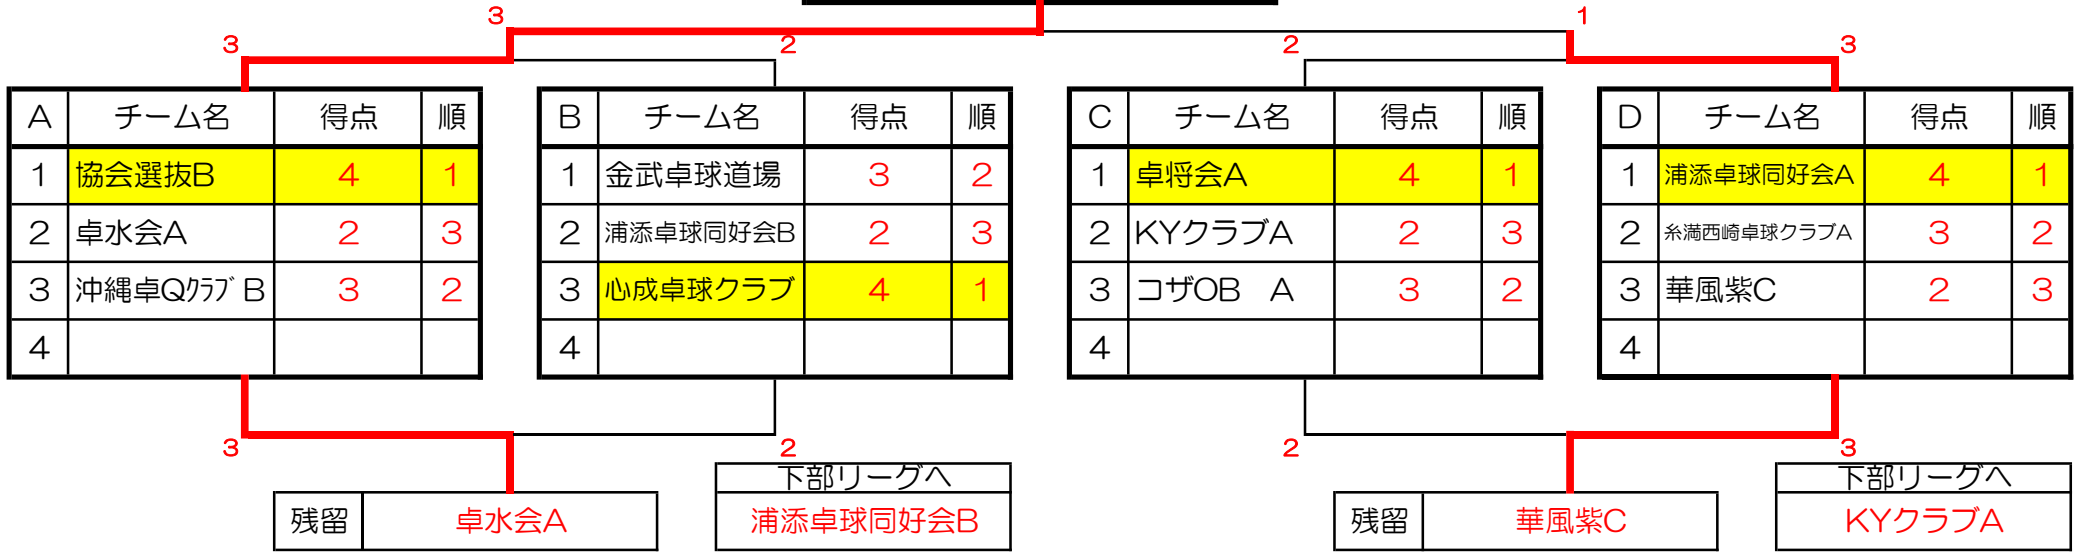 3 1
3 2 2 3
A チーム名 得点 順 B チーム名 得点 順 C チーム名 得点 順 D チーム名 得点 順
1 協会選抜B 4 1 1 金武卓球道場 3 2 1 卓将会A 4 1 1 浦添卓球同好会A 4 1
2 卓水会A 2 3 2 浦添卓球同好会B 2 3 2 KYクラブA 2 3 2 糸満西崎卓球クラブA 3 2
3 沖縄卓Qクラブ B 3 2 3 心成卓球クラブ 4 1 3 コザOB A 3 2 3 華風紫C 2 3
4 4 4 4
3 2 2 3
下部リーグへ 下部リーグへ
残留 卓水会A 浦添卓球同好会B 残留 華風紫C KYクラブA